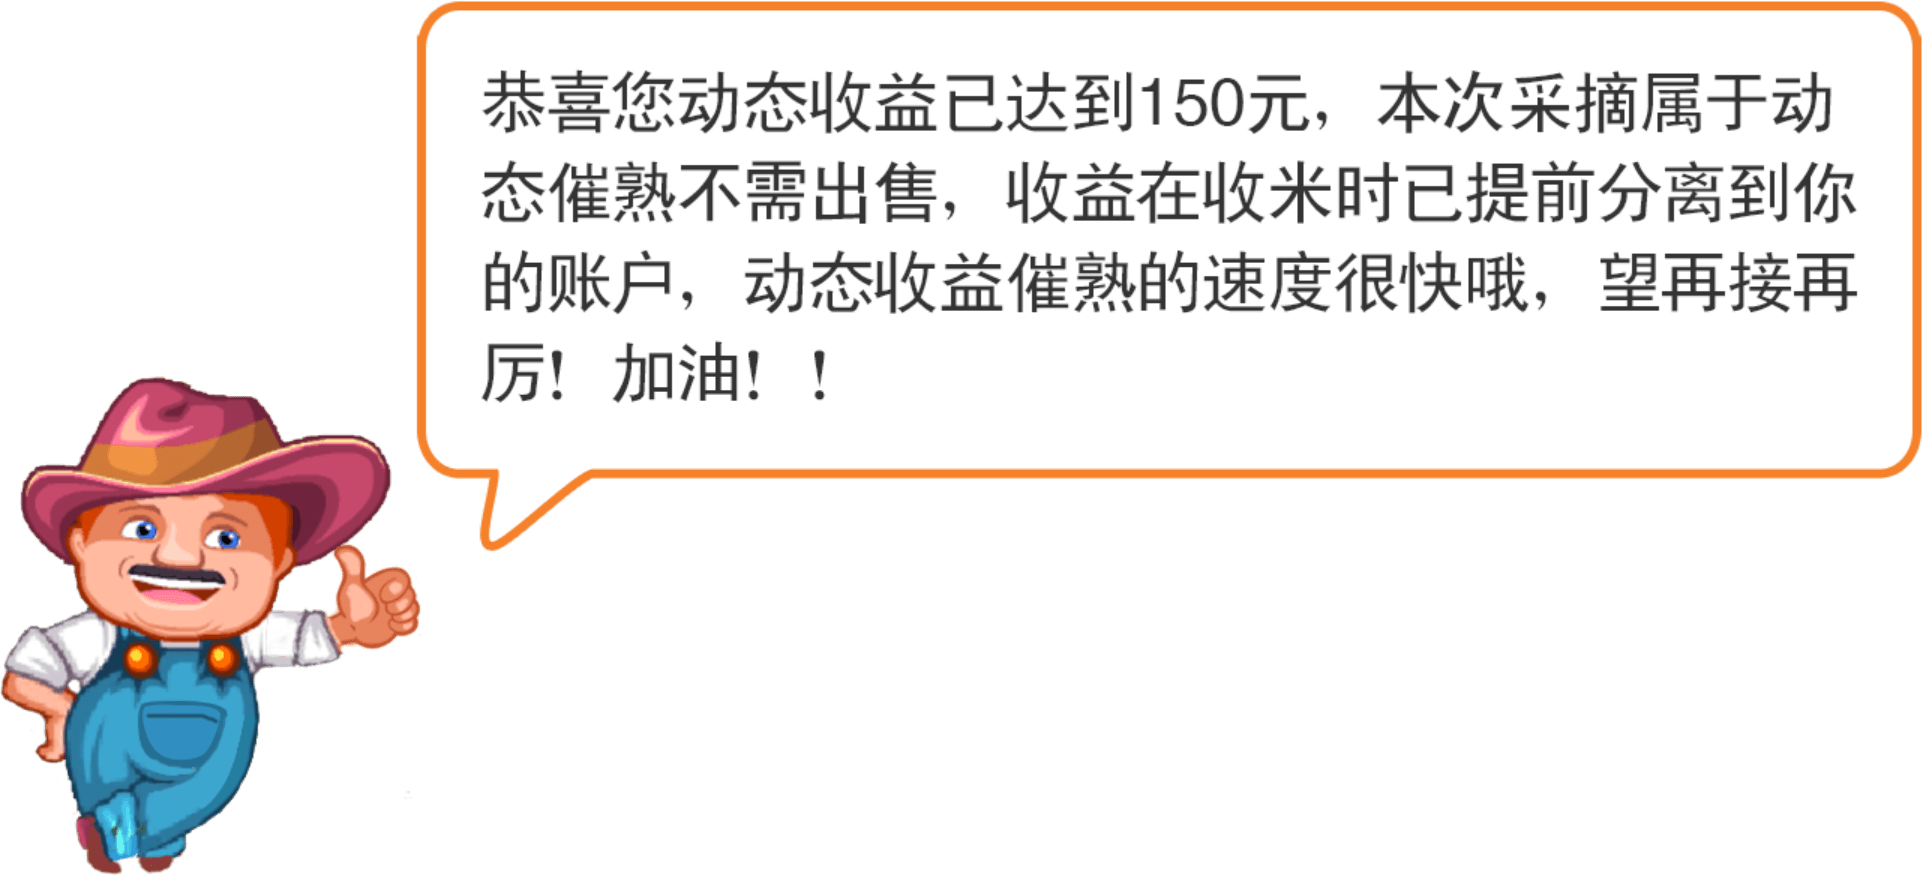 恭喜您动态收益已达到150元，本次采摘属于动
态催熟不需出售，收益在收米时已提前分离到你
的账户，动态收益催熟的速度很快哦，望再接再
厉！加油！！